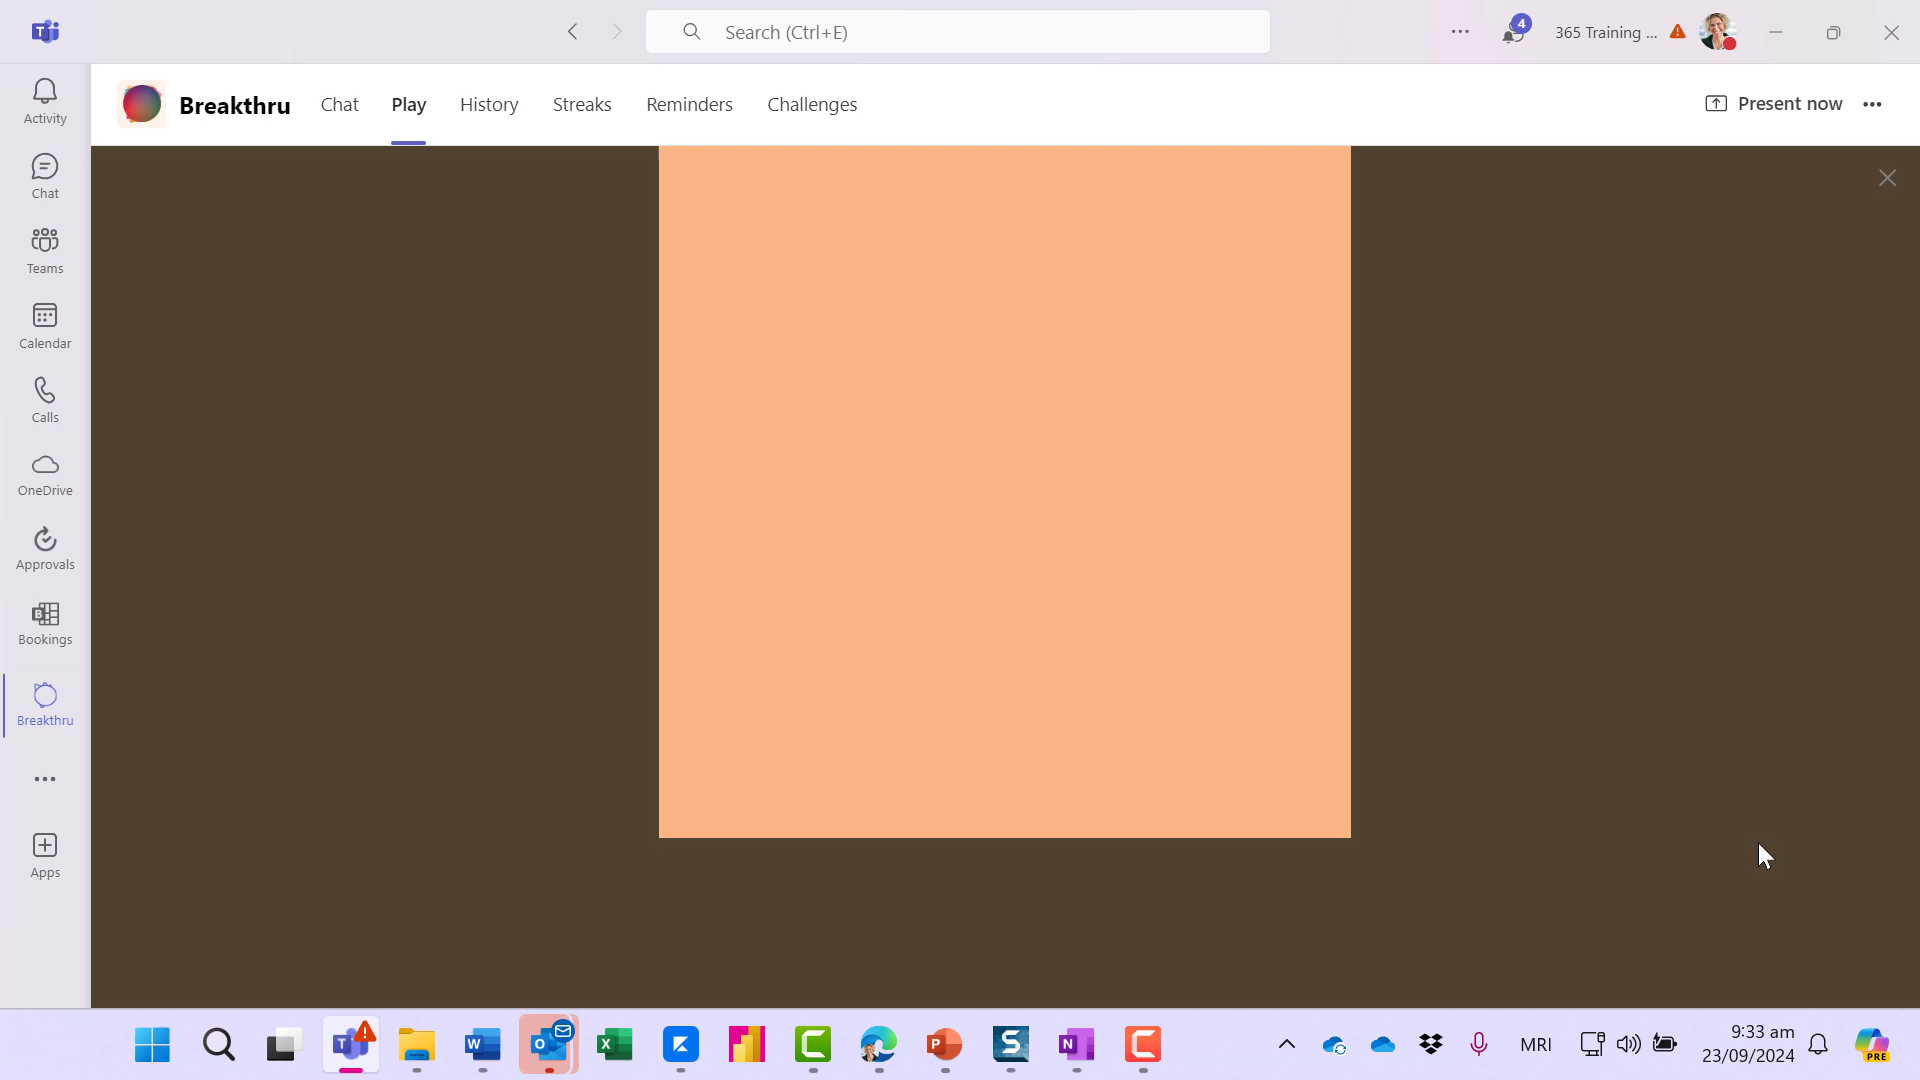 Search (Ctrl+E)
4
365 Training ...
Activity
Chat
Teams
Calendar
Calls
OneDrive
Approvals
Bookings
Breakthru
Apps
Breakthru
Chat
Play
History
Streaks
Reminders
Challenges
Present now
MRI
9:33 am
23/09/2024
PRE